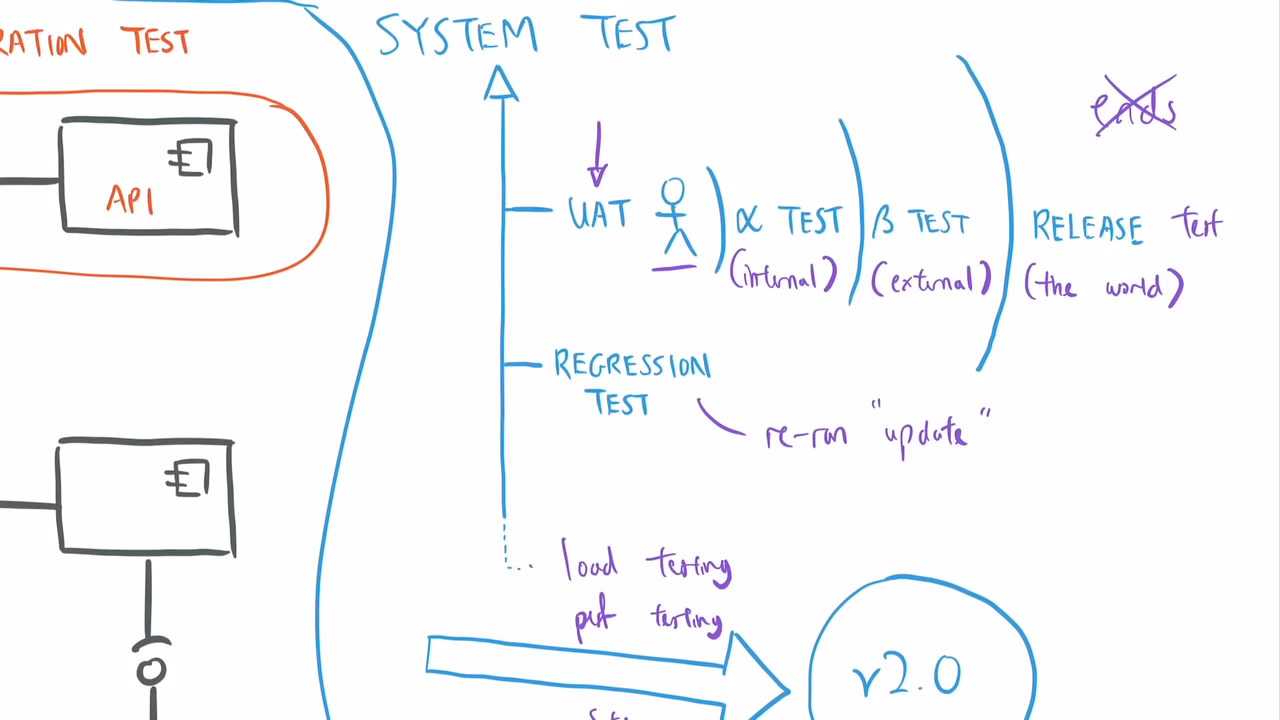 RATION TEST
SYSTEM TEST
ends
API
UAT
α TEST
(internal)
β TEST
(external)
RELEASE test
(the world)
REGRESSION
TEST
re-run "update"
load testing
testing
v2.0